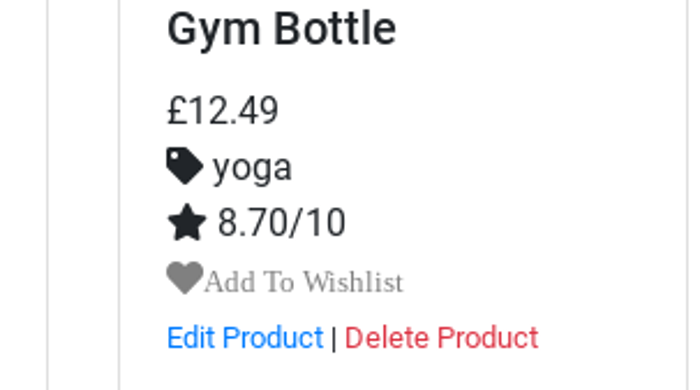 Gym Bottle
£12.49
yoga
8.70/10
Add To Wishlist
Edit Product | Delete Product